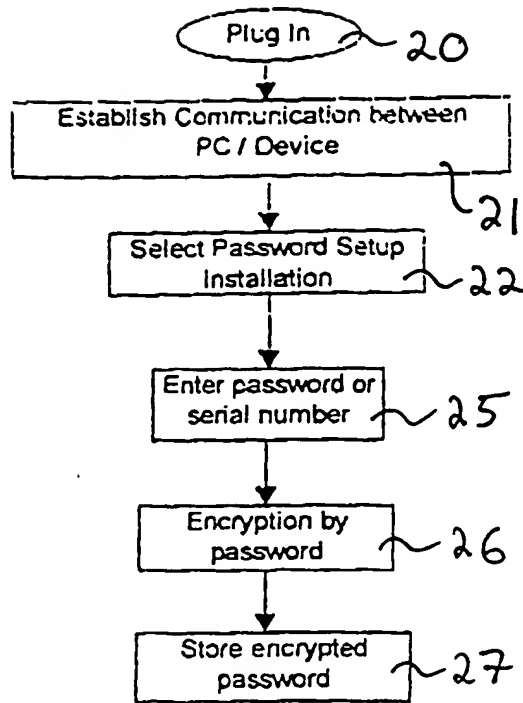 Plug In
20
Establish Communication between
PC / Device
21
Select Password Setup
Installation
22
Enter password or
serial number
25
Encryption by
password
26
Store encrypted
password
27